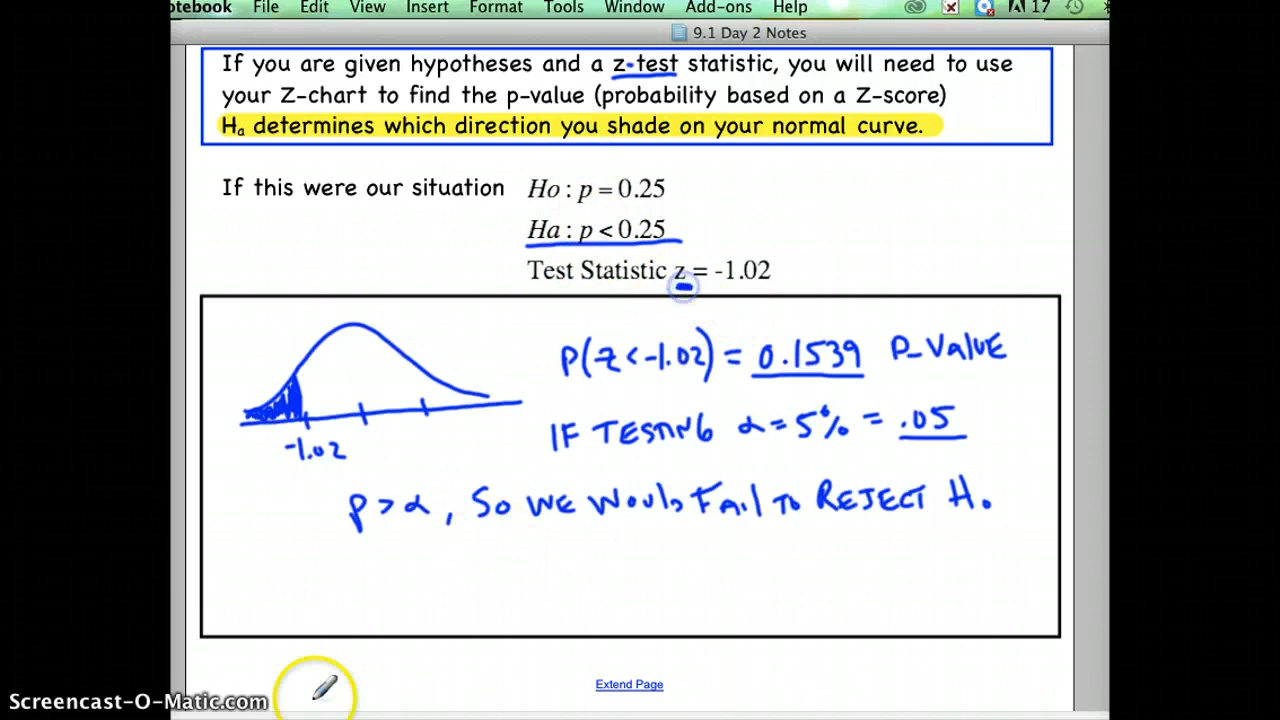 otebook File Edit View Insert Format Tools Window Add-ons Help 17
9.1 Day 2 Notes
If you are given hypotheses and a z-test statistic, you will need to use
your Z-chart to find the p-value (probability based on a Z-score)
Ha determines which direction you shade on your normal curve.
If this were our situation Ho : p = 0.25
Ha : p < 0.25
Test Statistic z = -1.02
P(Z < -1.02) = 0.1539 P-VALUE
IF TESTING α = 5% = .05
-1.02
P > α, SO WE WOULD FAIL TO REJECT H₀
Extend Page
Screencast-O-Matic.com